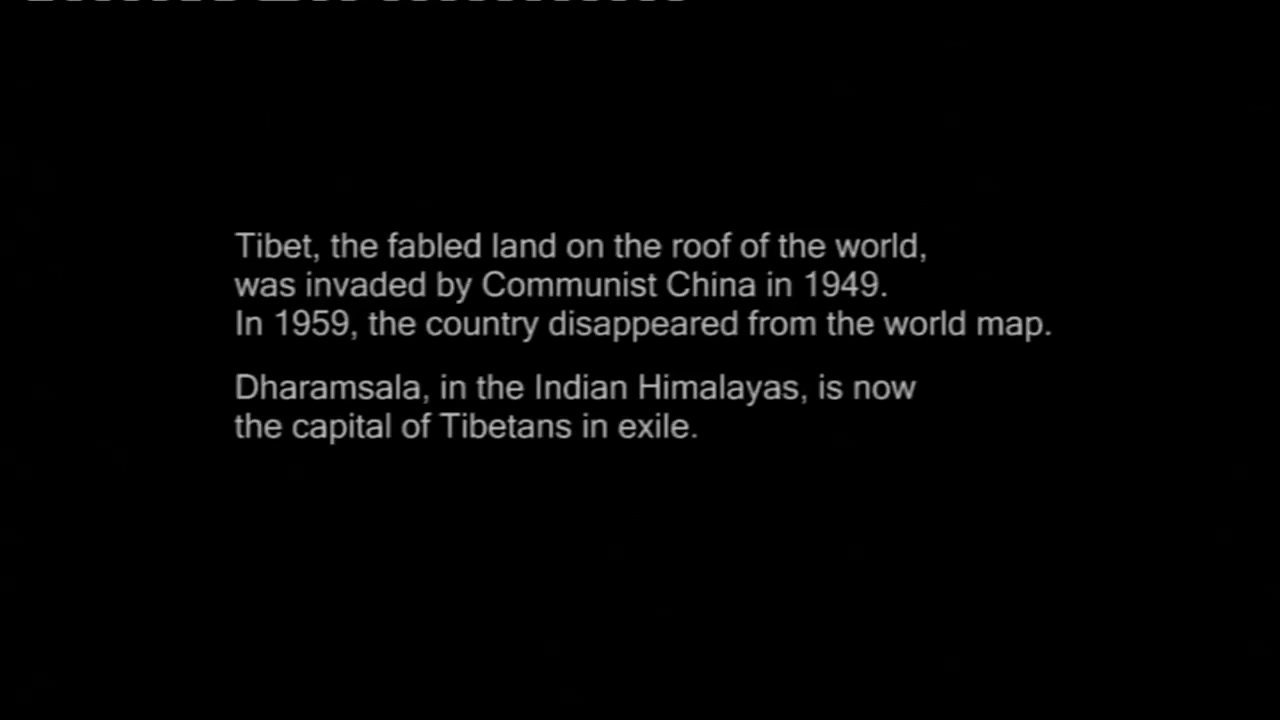 Tibet, the fabled land on the roof of the world,
was invaded by Communist China in 1949.
In 1959, the country disappeared from the world map.
Dharamsala, in the Indian Himalayas, is now
the capital of Tibetans in exile.